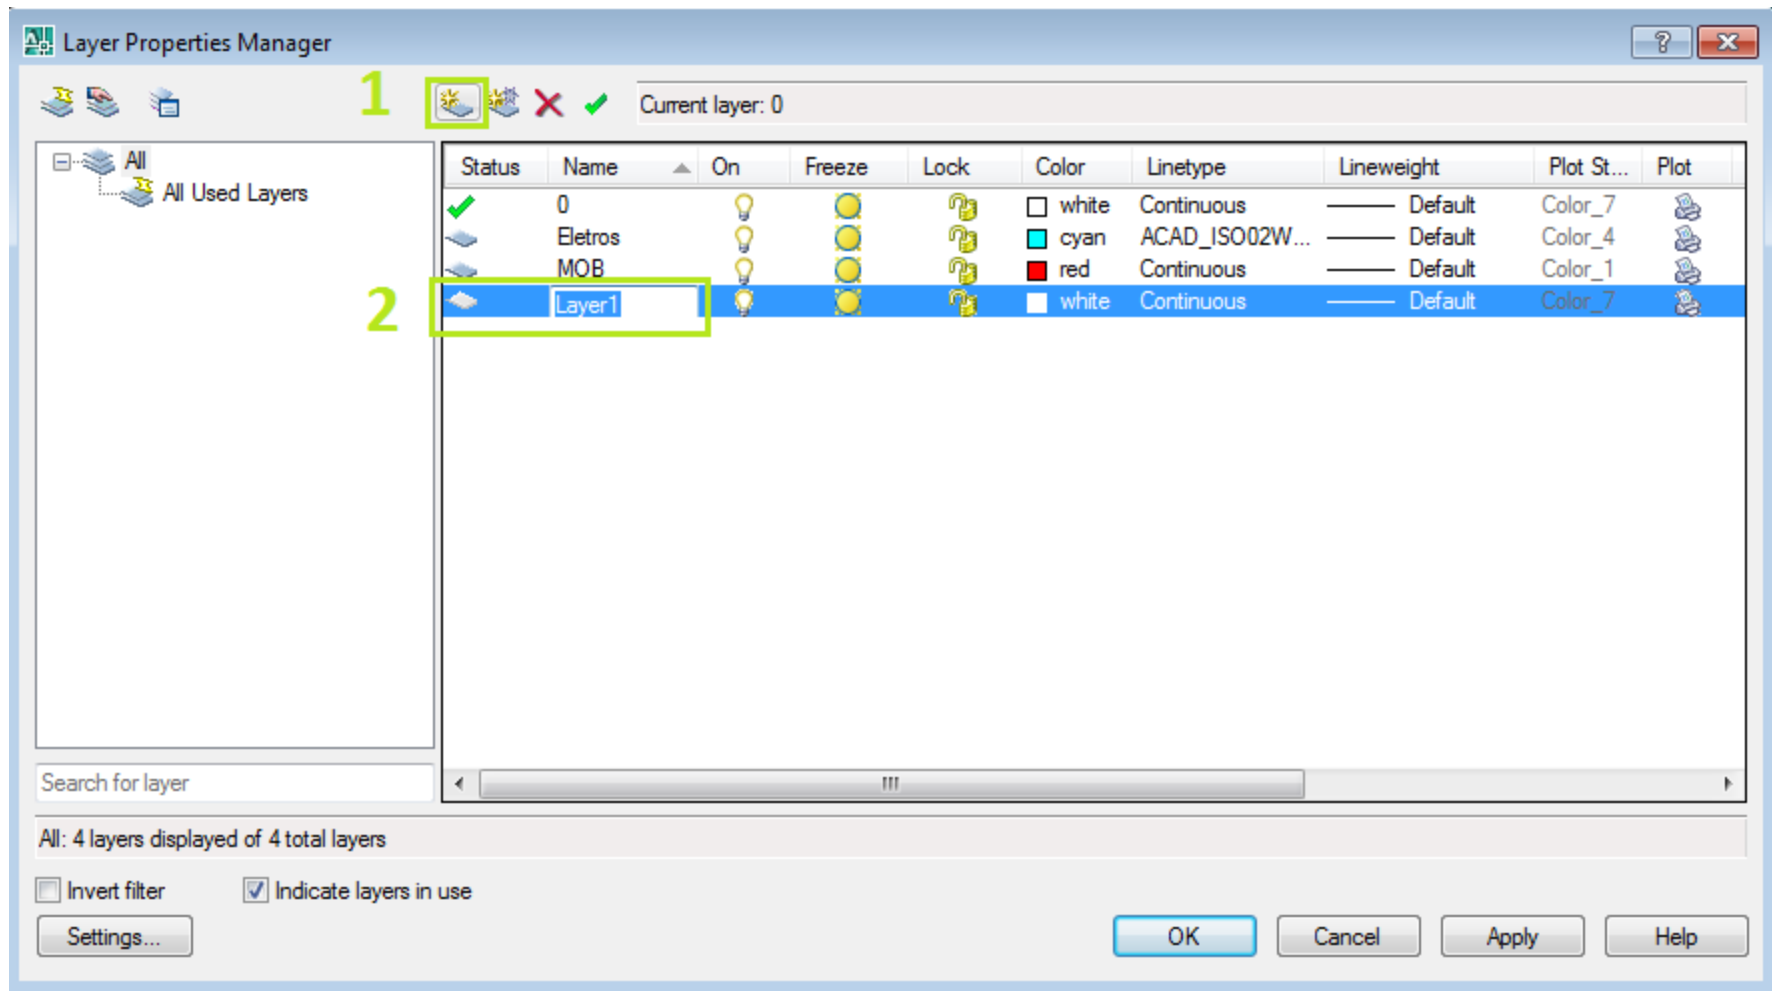 Layer Properties Manager
1
Current layer: 0
All
All Used Layers
Status Name On Freeze Lock Color Linetype Lineweight Plot St... Plot
0 white Continuous Default Color_7
Eletros cyan ACAD_ISO02W... Default Color_4
MOB red Continuous Default Color_1
2
Layer1 white Continuous Default Color_7
Search for layer
All: 4 layers displayed of 4 total layers
Invert filter Indicate layers in use
Settings... OK Cancel Apply Help